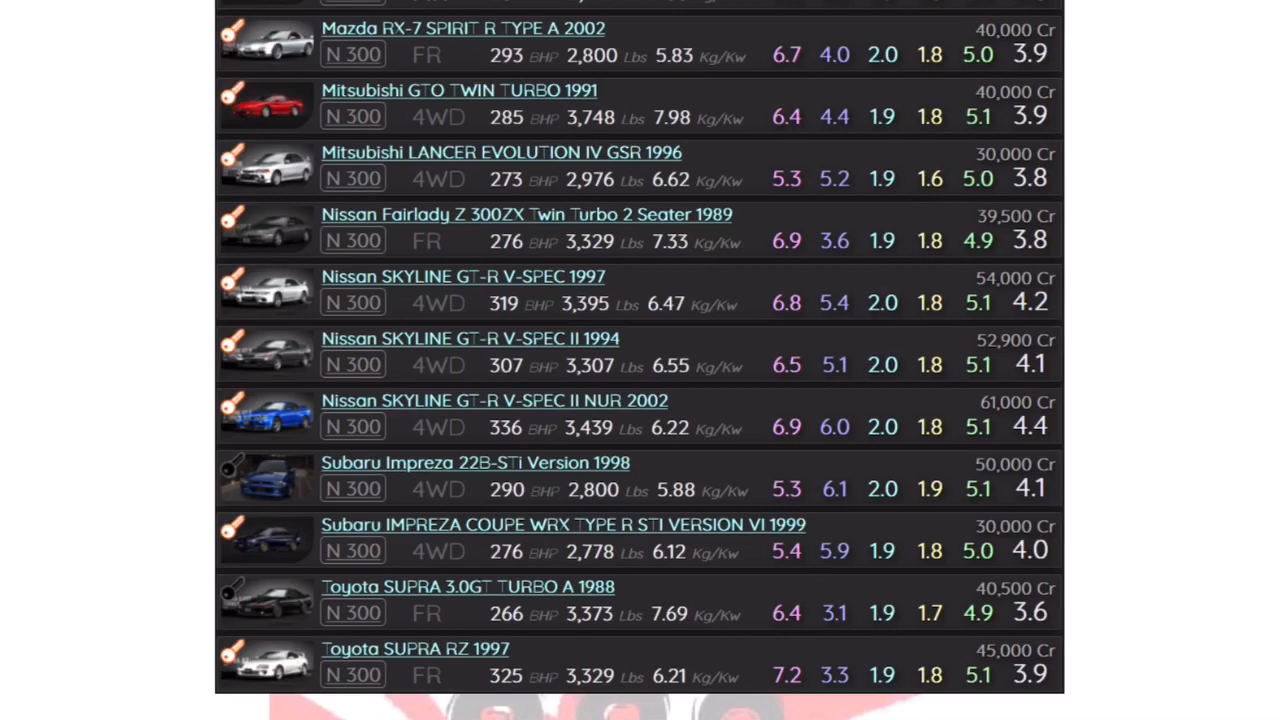 Mazda RX-7 SPIRIT R TYPE A 2002 40,000 Cr
N 300 FR 293 BHP 2,800 Lbs 5.83 Kg/Kw 6.7 4.0 2.0 1.8 5.0 3.9
Mitsubishi GTO TWIN TURBO 1991 40,000 Cr
N 300 4WD 285 BHP 3,748 Lbs 7.98 Kg/Kw 6.4 4.4 1.9 1.8 5.1 3.9
Mitsubishi LANCER EVOLUTION IV GSR 1996 30,000 Cr
N 300 4WD 273 BHP 2,976 Lbs 6.62 Kg/Kw 5.3 5.2 1.9 1.6 5.0 3.8
Nissan Fairlady Z 300ZX Twin Turbo 2 Seater 1989 39,500 Cr
N 300 FR 276 BHP 3,329 Lbs 7.33 Kg/Kw 6.9 3.6 1.9 1.8 4.9 3.8
Nissan SKYLINE GT-R V-SPEC 1997 54,000 Cr
N 300 4WD 319 BHP 3,395 Lbs 6.47 Kg/Kw 6.8 5.4 2.0 1.8 5.1 4.2
Nissan SKYLINE GT-R V-SPEC II 1994 52,900 Cr
N 300 4WD 307 BHP 3,307 Lbs 6.55 Kg/Kw 6.5 5.1 2.0 1.8 5.1 4.1
Nissan SKYLINE GT-R V-SPEC II NUR 2002 61,000 Cr
N 300 4WD 336 BHP 3,439 Lbs 6.22 Kg/Kw 6.9 6.0 2.0 1.8 5.1 4.4
Subaru Impreza 22B-STi Version 1998 50,000 Cr
N 300 4WD 290 BHP 2,800 Lbs 5.88 Kg/Kw 5.3 6.1 2.0 1.9 5.1 4.1
Subaru IMPREZA COUPE WRX TYPE R STI VERSION VI 1999 30,000 Cr
N 300 4WD 276 BHP 2,778 Lbs 6.12 Kg/Kw 5.4 5.9 1.9 1.8 5.0 4.0
Toyota SUPRA 3.0GT TURBO A 1988 40,500 Cr
N 300 FR 266 BHP 3,373 Lbs 7.69 Kg/Kw 6.4 3.1 1.9 1.7 4.9 3.6
Toyota SUPRA RZ 1997 45,000 Cr
N 300 FR 325 BHP 3,329 Lbs 6.21 Kg/Kw 7.2 3.3 1.9 1.8 5.1 3.9